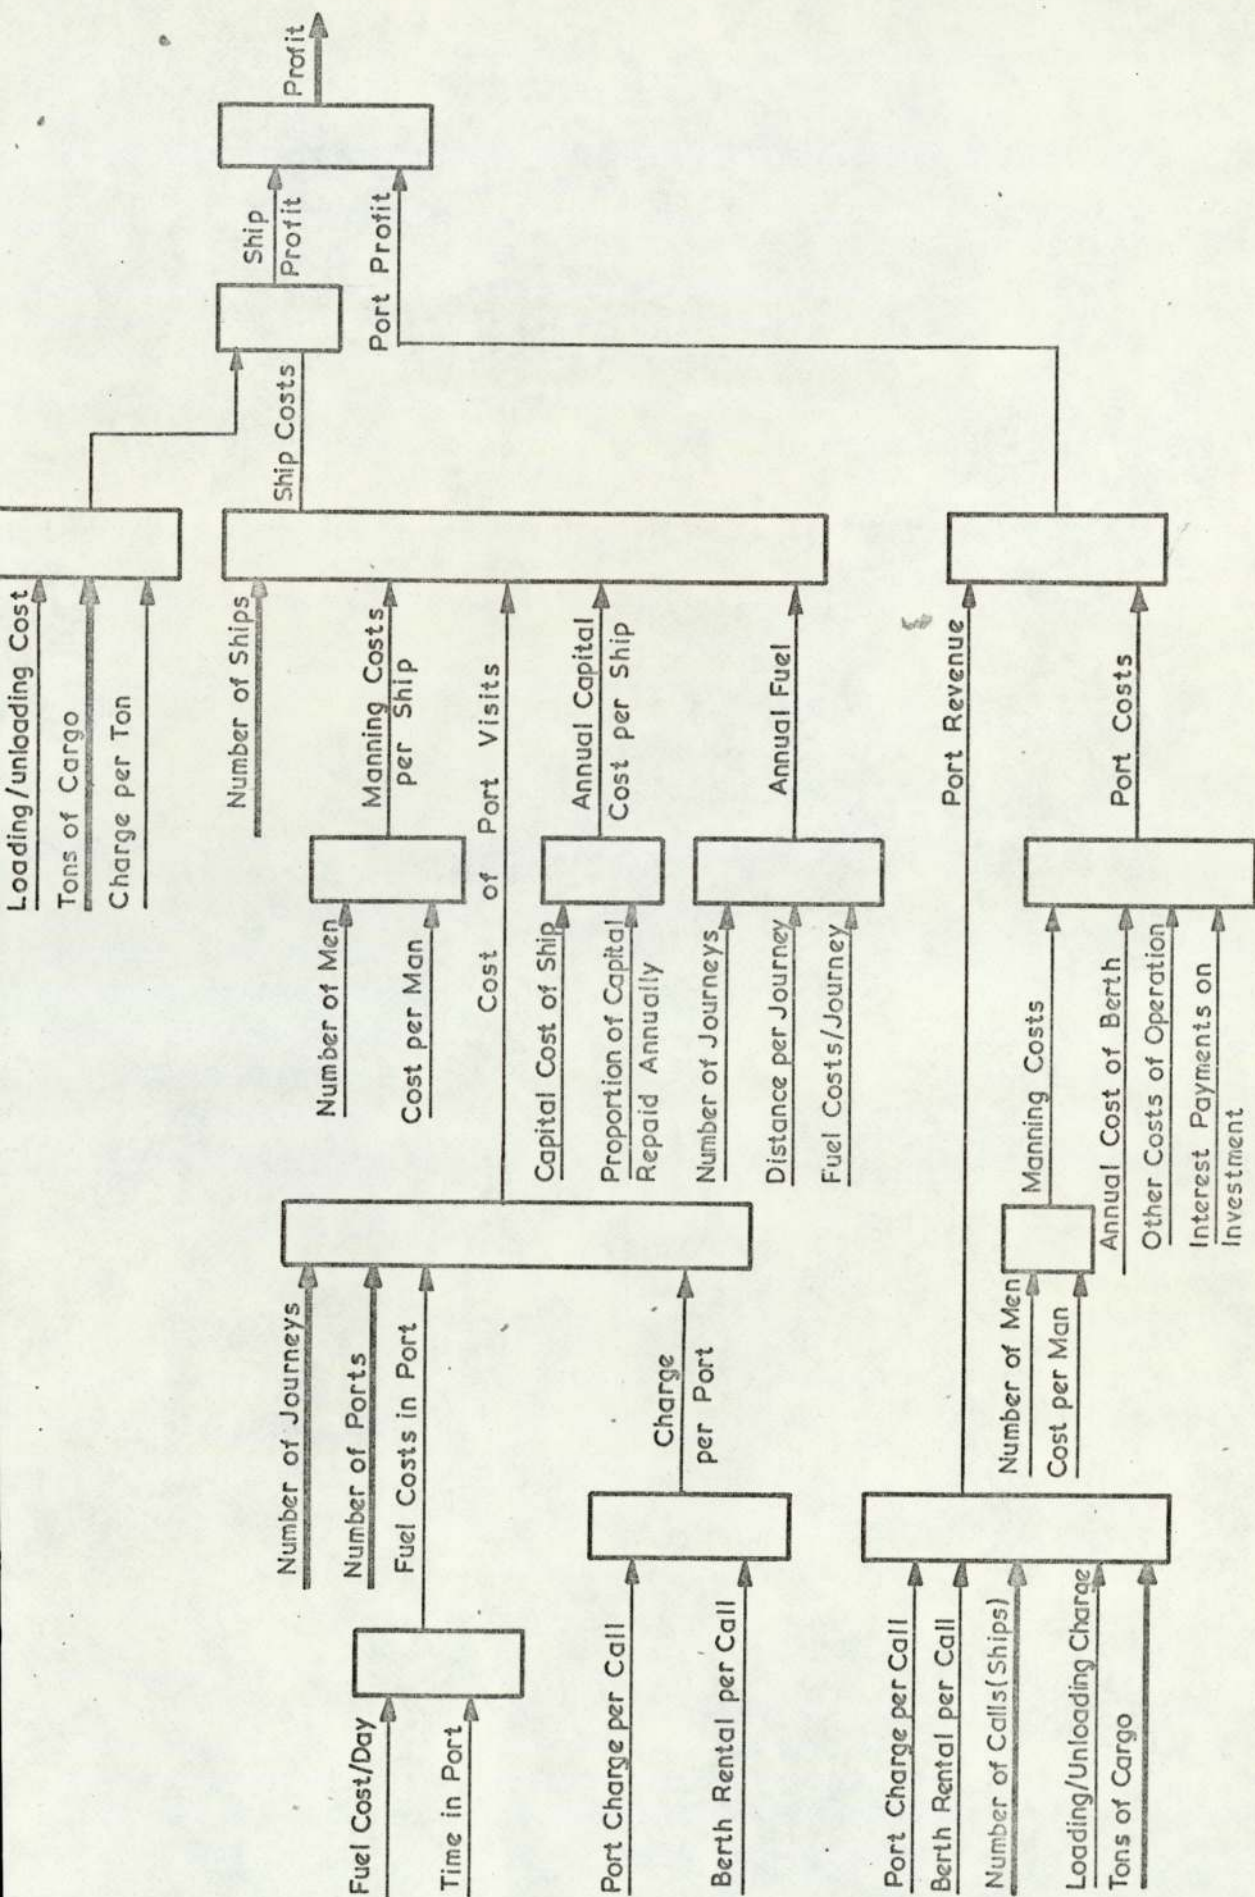 Profit
Ship
Profit
Port Profit
Ship Costs
Loading/unloading Cost
Tons of Cargo
Charge per Ton
Number of Ships
Manning Costs
per Ship
Cost of Port Visits
Annual Capital
Cost per Ship
Annual Fuel
Port Revenue
Port Costs
Number of Men
Cost per Man
Capital Cost of Ship
Proportion of Capital
Repaid Annually
Number of Journeys
Distance per Journey
Fuel Costs/Journey
Manning Costs
Annual Cost of Berth
Other Costs of Operation
Interest Payments on
Investment
Number of Journeys
Number of Ports
Fuel Costs in Port
Charge
per Port
Number of Men
Cost per Man
Fuel Cost/Day
Time in Port
Port Charge per Call
Berth Rental per Call
Port Charge per Call
Berth Rental per Call
Number of Calls(Ships)
Loading/Unloading Charge
Tons of Cargo